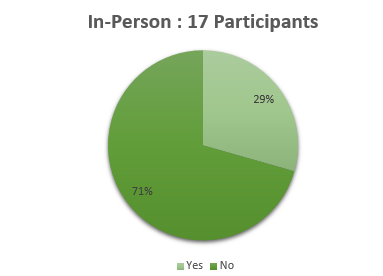 In-Person : 17 Participants
29%
71%
Yes No